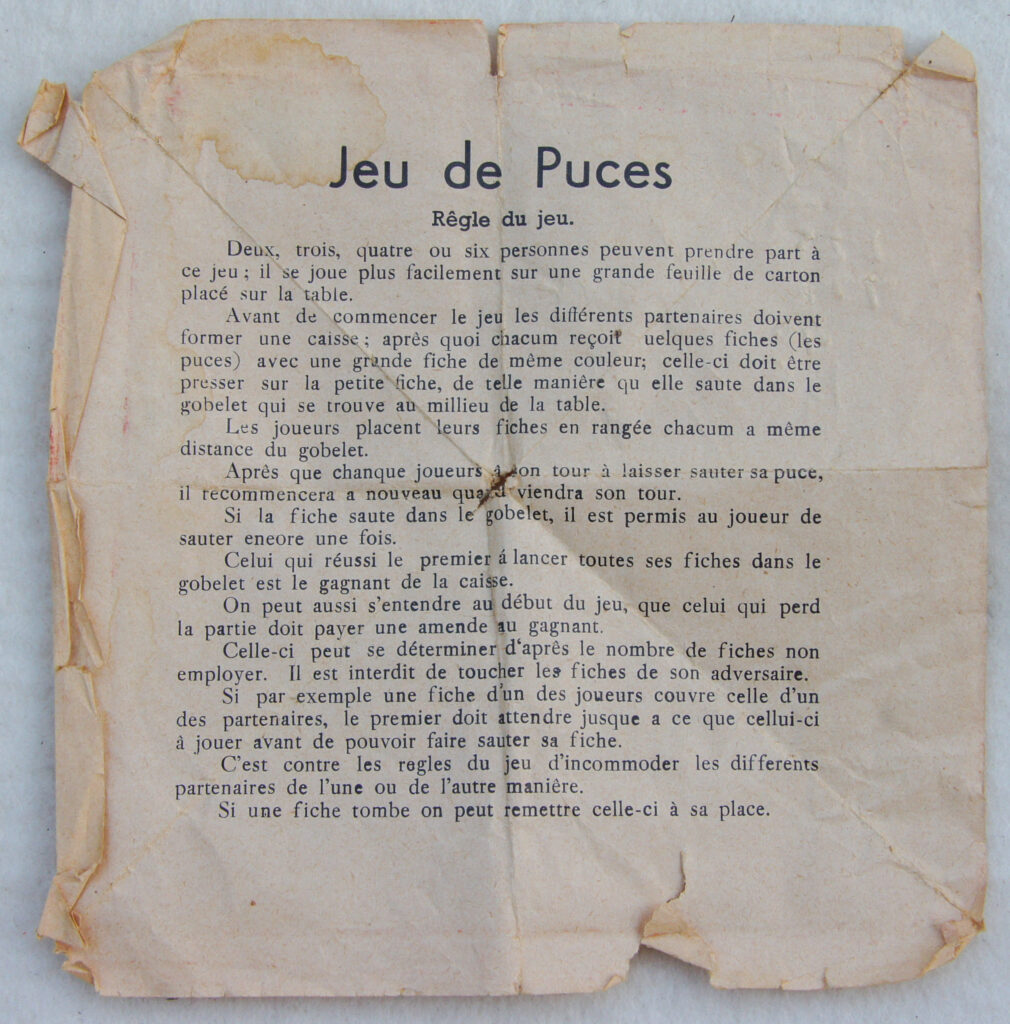 Jeu de Puces
Rêgle du jeu.
Deux, trois, quatre ou six personnes peuvent prendre part à
ce jeu ; il se joue plus facilement sur une grande feuille de carton
placé sur la table.
Avant de commencer le jeu les différents partenaires doivent
former une caisse ; après quoi chacum reçoit uelques fiches (les
puces) avec une grande fiche de même couleur; celle-ci doit être
presser sur la petite fiche, de telle manière qu elle saute dans le
gobelet qui se trouve au millieu de la table.
Les joueurs placent leurs fiches en rangée chacum a même
distance du gobelet.
Après que chanque joueurs à son tour à laisser sauter sa puce,
il recommencera a nouveau quand viendra son tour.
Si la fiche saute dans le gobelet, il est permis au joueur de
sauter eneore une fois.
Celui qui réussi le premier á lancer toutes ses fiches dans le
gobelet est le gagnant de la caisse.
On peut aussi s'entendre au début du jeu, que celui qui perd
la partie doit payer une amende au gagnant.
Celle-ci peut se déterminer d'après le nombre de fiches non
employer. Il est interdit de toucher les fiches de son adversaire.
Si par exemple une fiche d'un des joueurs couvre celle d'un
des partenaires, le premier doit attendre jusque a ce que cellui-ci
â jouer avant de pouvoir faire sauter sa fiche.
C'est contre les regles du jeu d'incommoder les differents
partenaires de l'une ou de l'autre manière.
Si une fiche tombe on peut remettre celle-ci à sa place.